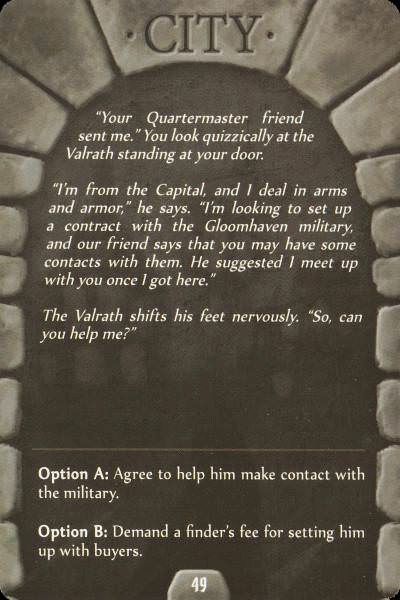 · CITY ·
“Your Quartermaster friend
sent me.” You look quizzically at the
Valrath standing at your door.
“I’m from the Capital, and I deal in arms
and armor,” he says. “I’m looking to set up
a contract with the Gloomhaven military,
and our friend says that you may have some
contacts with them. He suggested I meet up
with you once I got here.”
The Valrath shifts his feet nervously. “So, can
you help me?”
Option A: Agree to help him make contact with
the military.
Option B: Demand a finder’s fee for setting him
up with buyers.
49